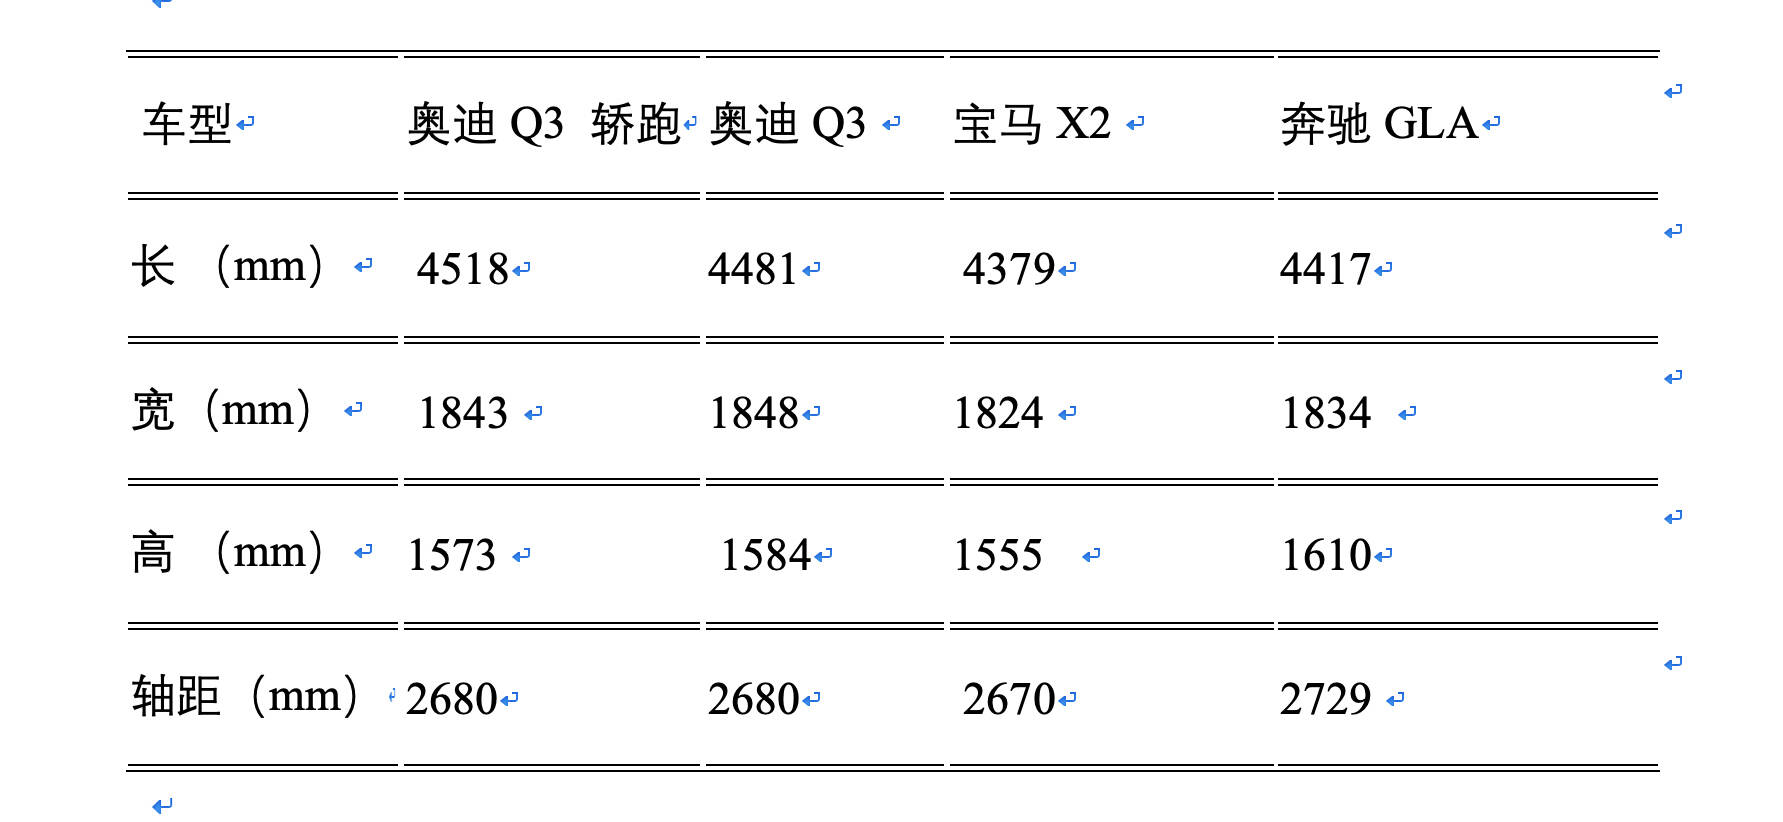 车型 奥迪 Q3 轿跑 奥迪 Q3 宝马 X2 奔驰 GLA
长 （mm） 4518 4481 4379 4417
宽（mm） 1843 1848 1824 1834
高 （mm） 1573 1584 1555 1610
轴距（mm） 2680 2680 2670 2729